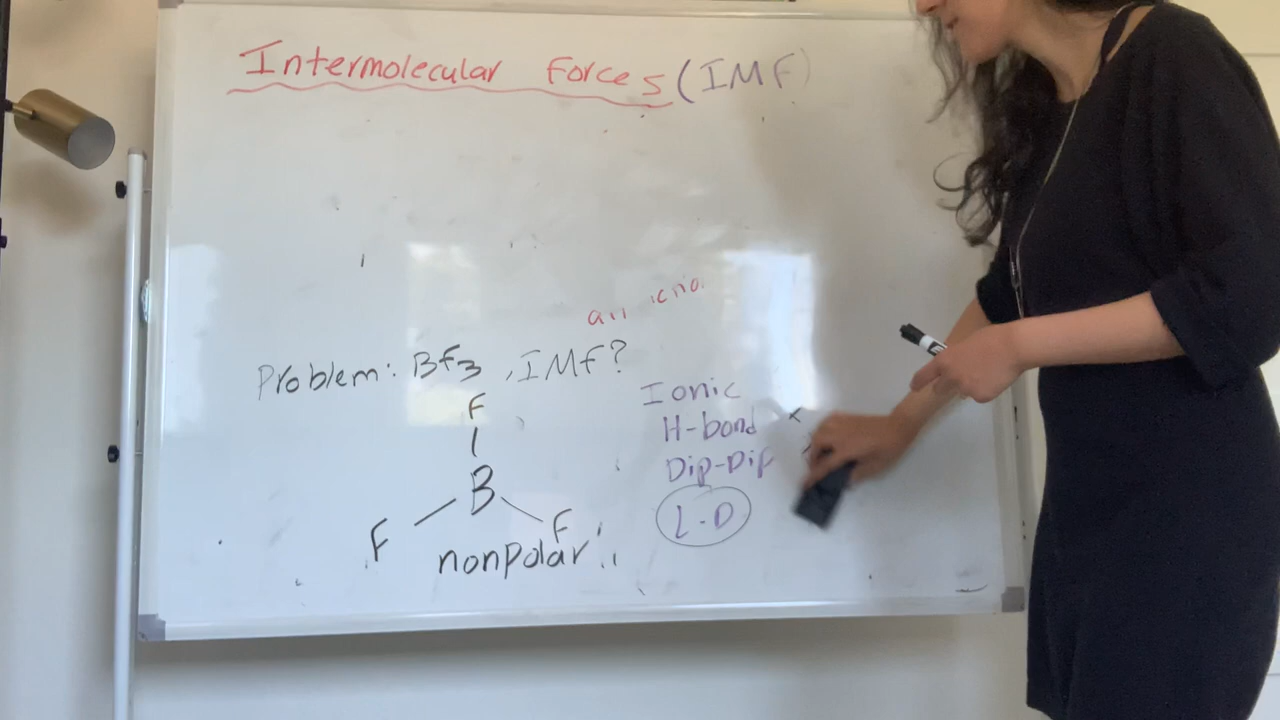 Intermolecular Forces (IMF)
Problem: BF3, IMF?
Ionic
H-bond x
Dip-Dip
L-D
F
B
F F
nonpolar